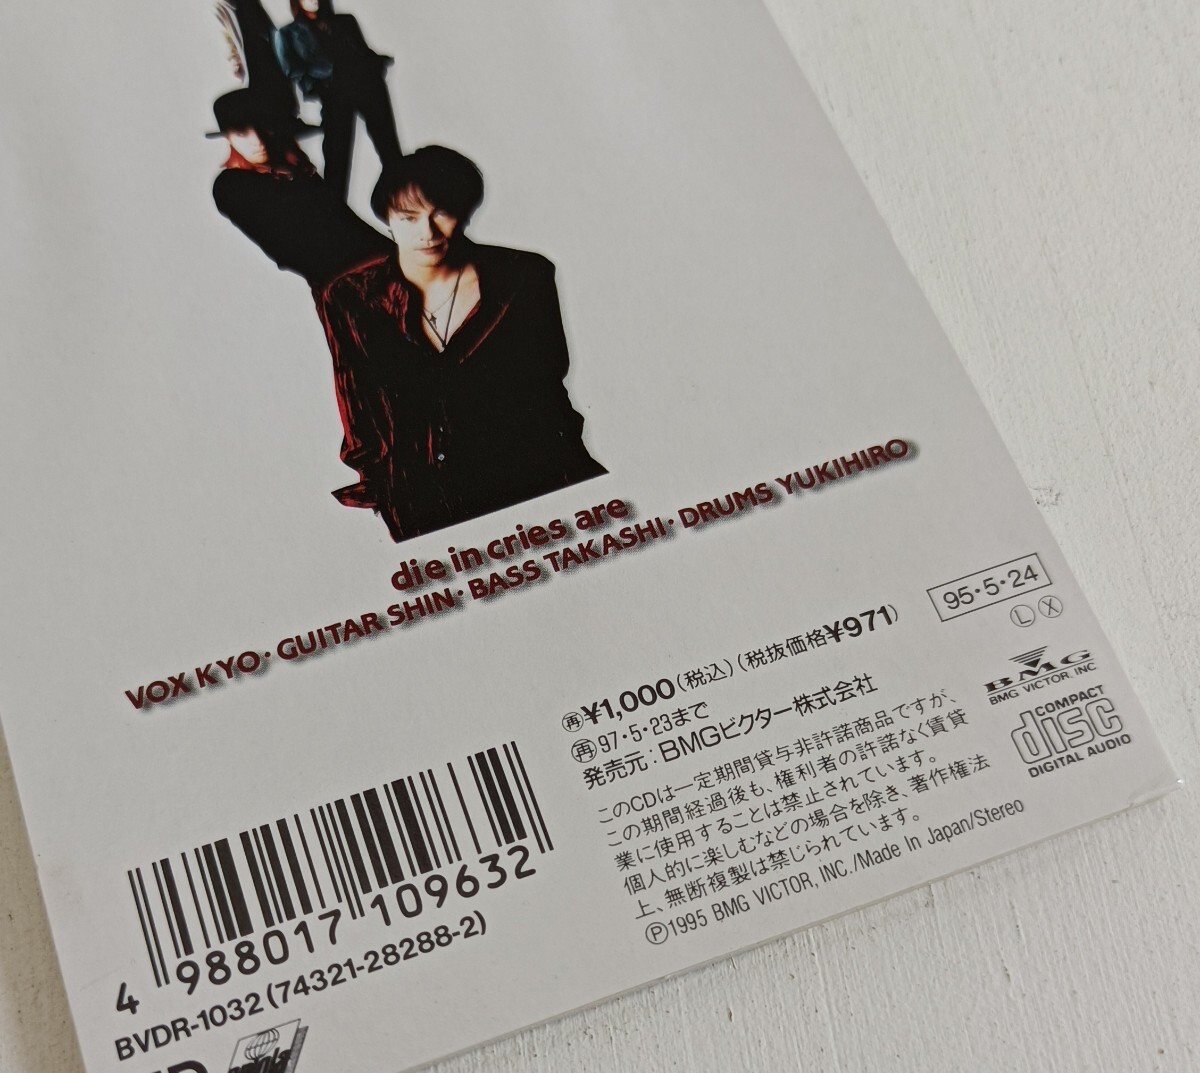 die in cries are
VOX KYO・GUITAR SHIN・BASS TAKASHI・DRUMS YUKIHIRO
95・5・24
Ⓛ Ⓧ
㋐¥1,000(税込)(税抜価格¥971)
㋐97・5・23まで
発売元:BMGビクター株式会社
このCDは一定期間貸与非許諾商品ですが、
この期間経過後も、権利者の許諾なく賃貸
業に使用することは禁止されています。
個人的に楽しむなどの場合を除き、著作権法
上、無断複製は禁じられています。
Ⓟ1995 BMG VICTOR, INC./Made In Japan/Stereo
BMG
BMG VICTOR, INC
COMPACT
disc
DIGITAL AUDIO
4 988017 109632
BVDR-1032(74321-28288-2)